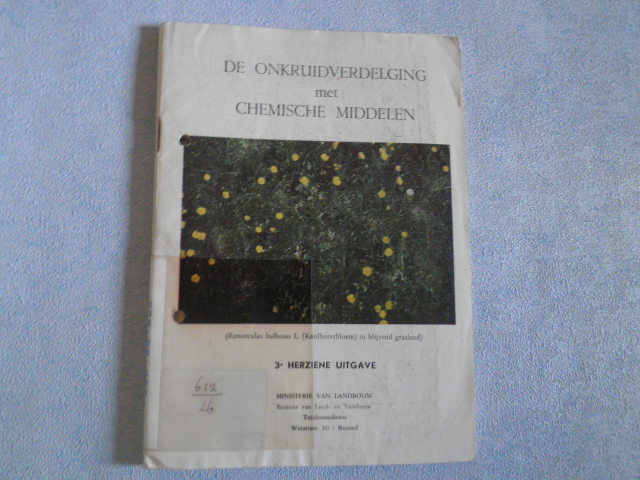 DE ONKRUIDVERDELGING
met
CHEMISCHE MIDDELEN
(Ranunculus bulbosus L. (Knolboterbloem) in blijvend grasland)
3e HERZIENE UITGAVE
MINISTERIE VAN LANDBOUW
Bestuur van Land- en Tuinbouw
Tuinbouwdienst
Wetstraat 30 - Brussel
632
26